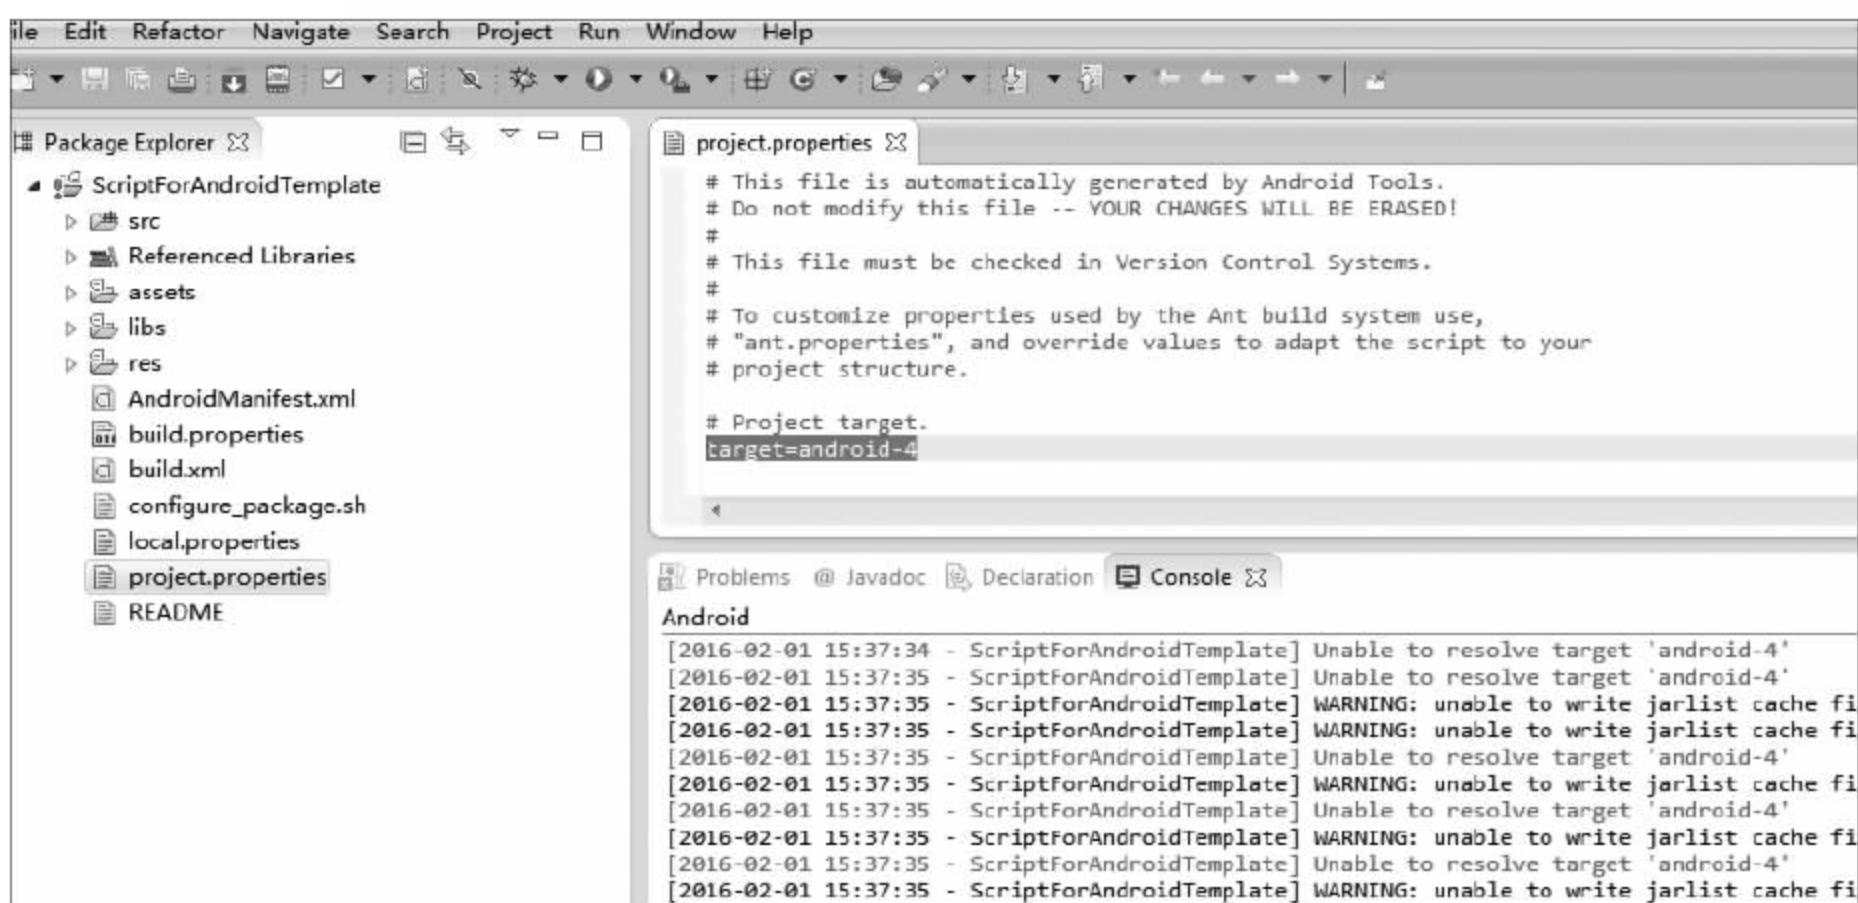 ile Edit Refactor Navigate Search Project Run Window Help
Package Explorer
ScriptForAndroidTemplate
src
Referenced Libraries
assets
libs
res
AndroidManifest.xml
build.properties
build.xml
configure_package.sh
local.properties
project.properties
README
project.properties
# This file is automatically generated by Android Tools.
# Do not modify this file -- YOUR CHANGES WILL BE ERASED!
#
# This file must be checked in Version Control Systems.
#
# To customize properties used by the Ant build system use,
# "ant.properties", and override values to adapt the script to your
# project structure.
# Project target.
target=android-4
Problems @ Javadoc Declaration Console
Android
[2016-02-01 15:37:34 - ScriptForAndroidTemplate] Unable to resolve target 'android-4'
[2016-02-01 15:37:35 - ScriptForAndroidTemplate] Unable to resolve target 'android-4'
[2016-02-01 15:37:35 - ScriptForAndroidTemplate] WARNING: unable to write jarlist cache fi
[2016-02-01 15:37:35 - ScriptForAndroidTemplate] WARNING: unable to write jarlist cache fi
[2016-02-01 15:37:35 - ScriptForAndroidTemplate] Unable to resolve target 'android-4'
[2016-02-01 15:37:35 - ScriptForAndroidTemplate] WARNING: unable to write jarlist cache fi
[2016-02-01 15:37:35 - ScriptForAndroidTemplate] Unable to resolve target 'android-4'
[2016-02-01 15:37:35 - ScriptForAndroidTemplate] WARNING: unable to write jarlist cache fi
[2016-02-01 15:37:35 - ScriptForAndroidTemplate] Unable to resolve target 'android-4'
[2016-02-01 15:37:35 - ScriptForAndroidTemplate] WARNING: unable to write jarlist cache fi